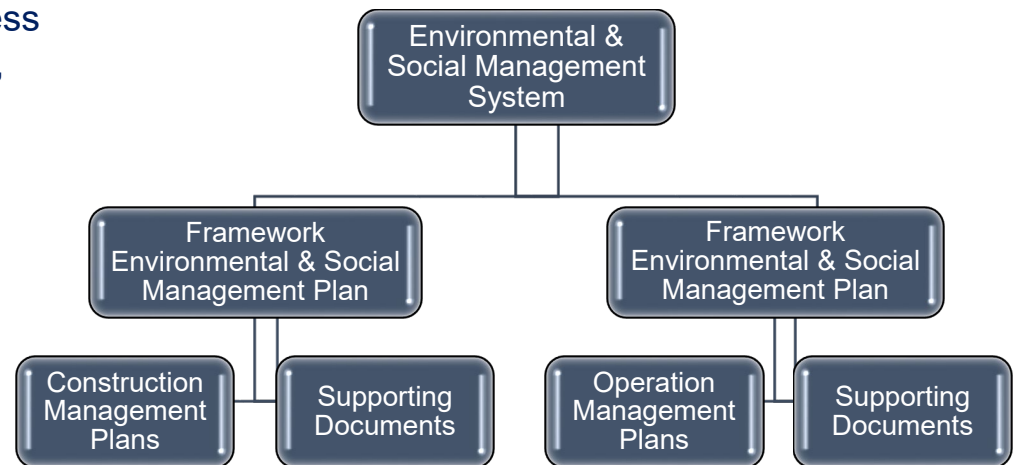 ess
,
Environmental &
Social Management
System
Framework
Environmental & Social
Management Plan
Framework
Environmental & Social
Management Plan
Construction
Management
Plans
Supporting
Documents
Operation
Management
Plans
Supporting
Documents